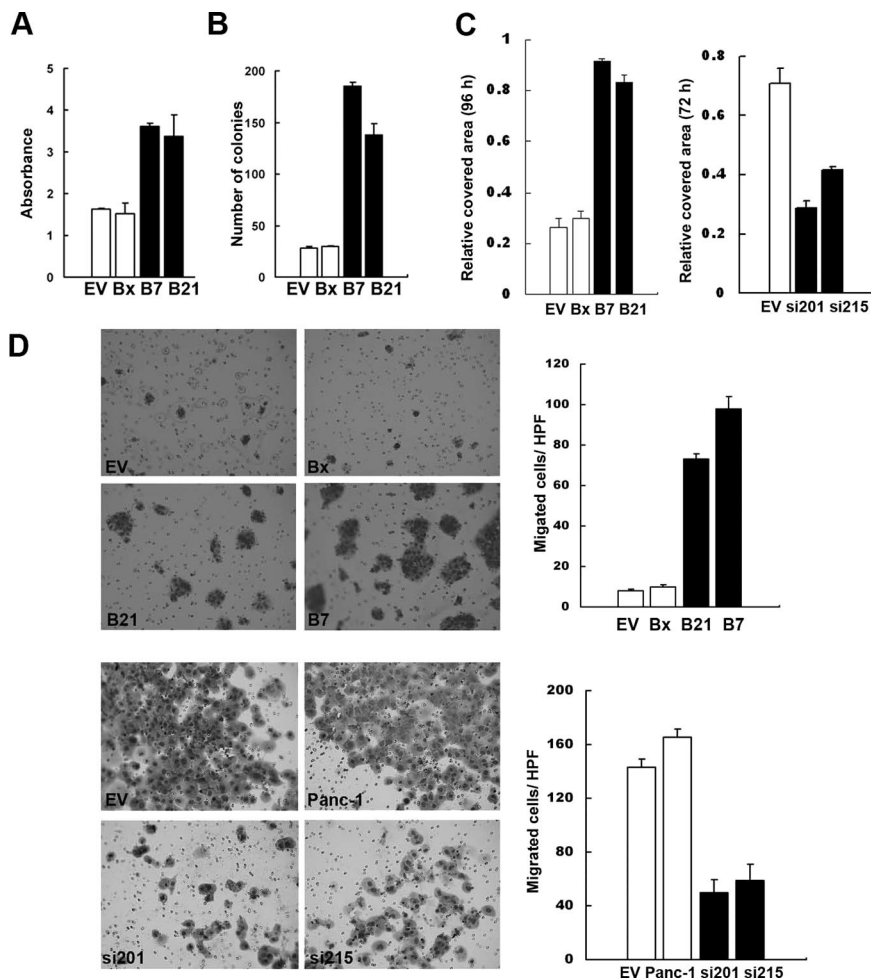 A
B
C
Absorbance
5
4
3
2
1
0
EV Bx B7 B21
Number of colonies
200
150
100
50
0
EV Bx B7 B21
Relative covered area (96 h)
1
0.8
0.6
0.4
0.2
0
EV Bx B7 B21
Relative covered area (72 h)
0.8
0.6
0.4
0.2
0
EV si201 si215
D
EV
Bx
B21
B7
Migated cells/ HPF
120
100
80
60
40
20
0
EV Bx B21 B7
EV
Panc-1
si201
si215
Migrated cells/ HPF
200
160
120
80
40
0
EV Panc-1 si201 si215